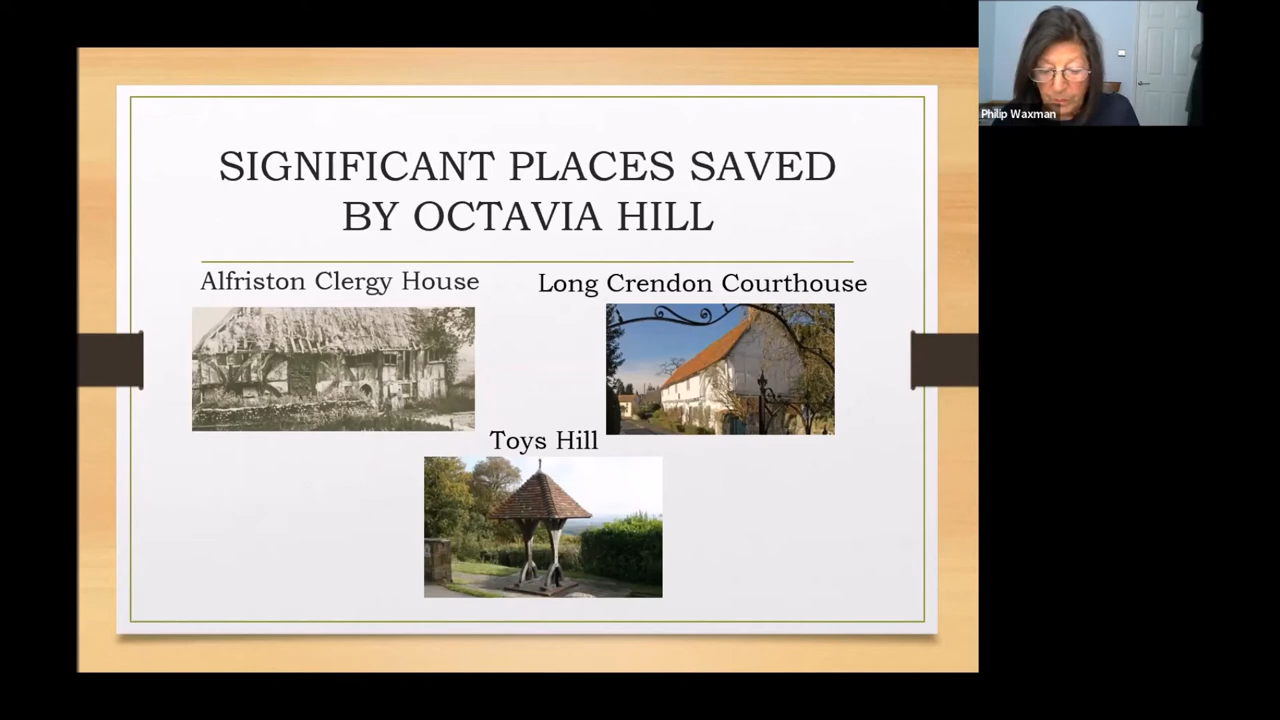 SIGNIFICANT PLACES SAVED
BY OCTAVIA HILL
Alfriston Clergy House
Long Crendon Courthouse
Toys Hill
Philip Waxman